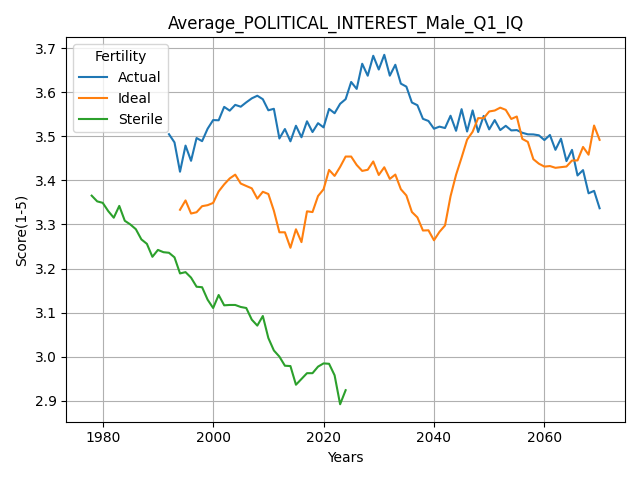 Average_POLITICAL_INTEREST_Male_Q1_IQ
Fertility
Actual
Ideal
Sterile
Score(1-5)
3.7
3.6
3.5
3.4
3.3
3.2
3.1
3.0
2.9
1980
2000
2020
2040
2060
Years